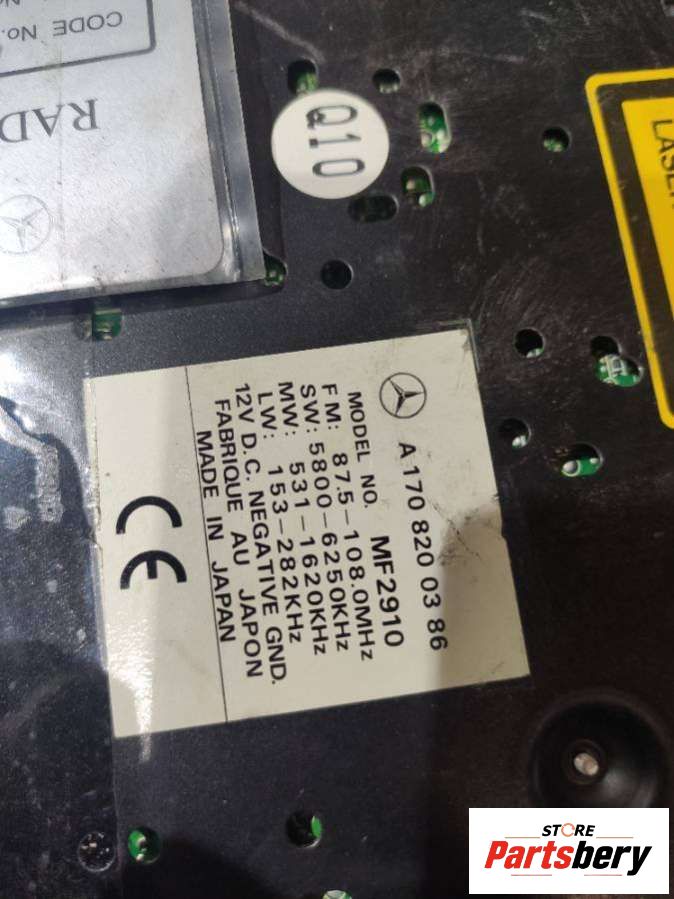 CODE No.
RAD
Q10
LASER
A 170 820 03 86
MODEL NO. MF2910
FM: 87.5-108.0MHz
SW: 5800-6250KHz
MW: 531-1620KHz
LW: 153-282KHz
12V D.C. NEGATIVE GND.
FABRIQUE AU JAPON
MADE IN JAPAN
CE
STORE
Partsbery